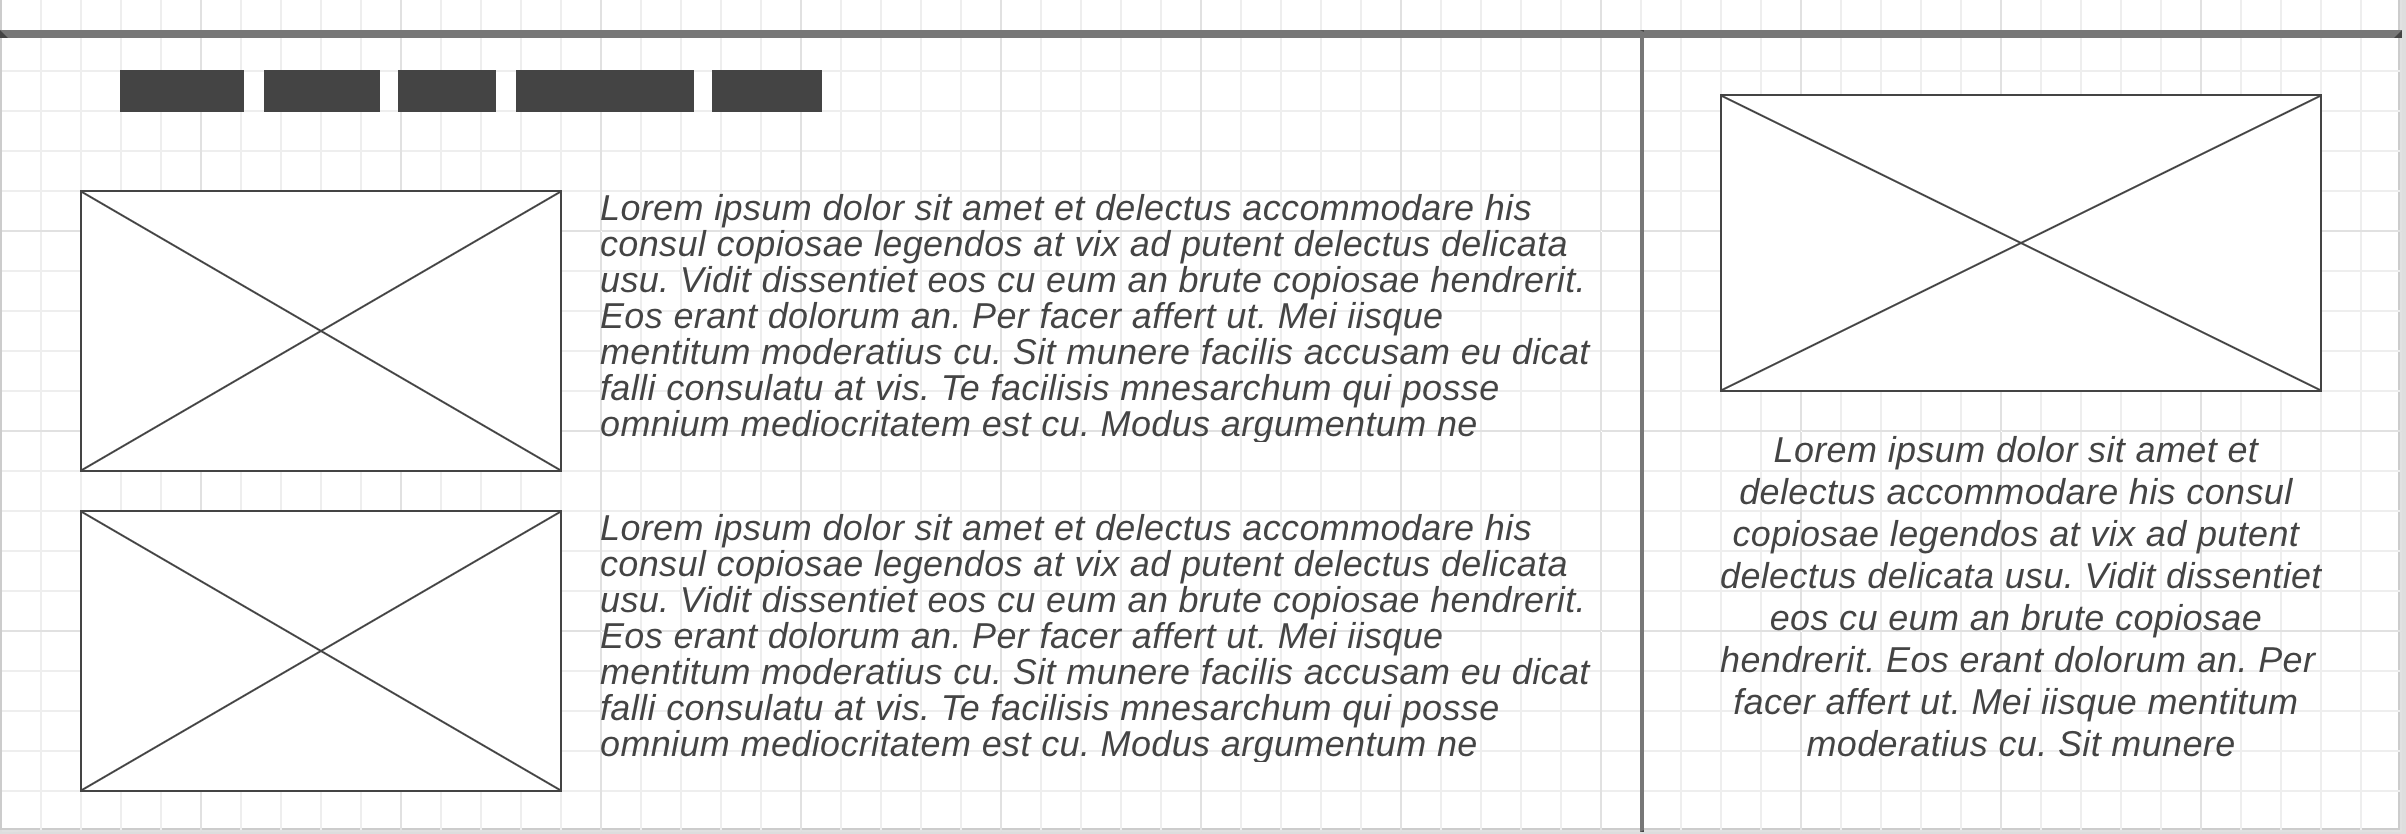 Lorem ipsum dolor sit amet et delectus accommodare his
consul copiosae legendos at vix ad putent delectus delicata
usu. Vidit dissentiet eos cu eum an brute copiosae hendrerit.
Eos erant dolorum an. Per facer affert ut. Mei iisque
mentitum moderatius cu. Sit munere facilis accusam eu dicat
falli consulatu at vis. Te facilisis mnesarchum qui posse
omnium mediocritatem est cu. Modus argumentum ne
Lorem ipsum dolor sit amet et delectus accommodare his
consul copiosae legendos at vix ad putent delectus delicata
usu. Vidit dissentiet eos cu eum an brute copiosae hendrerit.
Eos erant dolorum an. Per facer affert ut. Mei iisque
mentitum moderatius cu. Sit munere facilis accusam eu dicat
falli consulatu at vis. Te facilisis mnesarchum qui posse
omnium mediocritatem est cu. Modus argumentum ne
Lorem ipsum dolor sit amet et
delectus accommodare his consul
copiosae legendos at vix ad putent
delectus delicata usu. Vidit dissentiet
eos cu eum an brute copiosae
hendrerit. Eos erant dolorum an. Per
facer affert ut. Mei iisque mentitum
moderatius cu. Sit munere